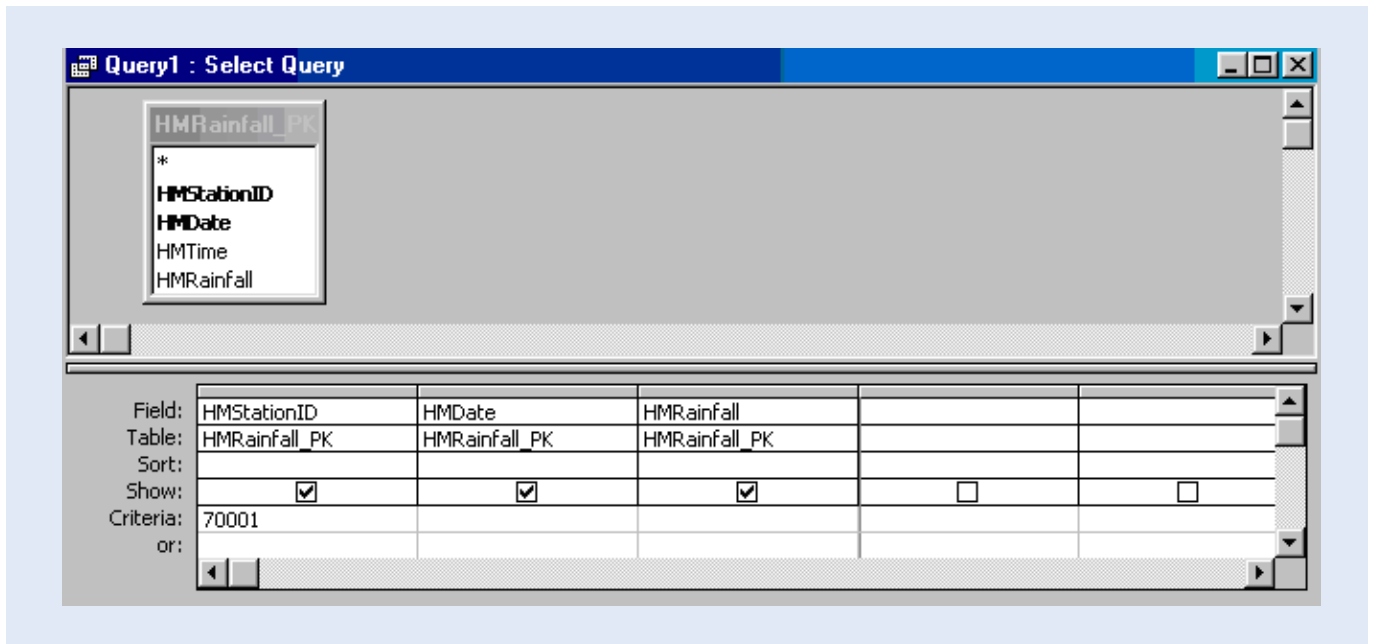 Query1 : Select Query
HMRainfall_PK
*
HMStationID
HMDate
HMTime
HMRainfall
Field: HMStationID HMDate HMRainfall
Table: HMRainfall_PK HMRainfall_PK HMRainfall_PK
Sort:
Show:
Criteria: 70001
or: